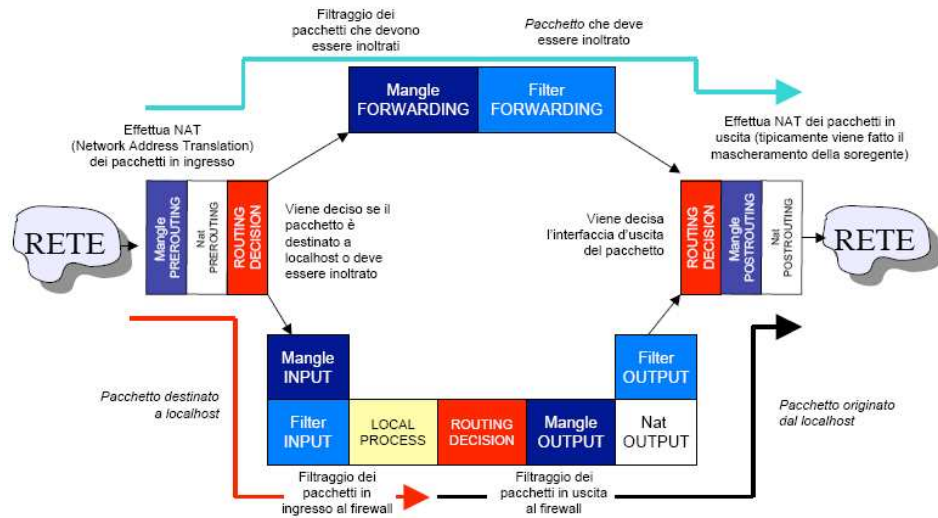 Filtraggio dei
pacchetti che devono
essere inoltrati
Pacchetto che deve
essere inoltrato
Mangle
FORWARDING
Filter
FORWARDING
Effettua NAT
(Network Address Translation)
dei pacchetti in ingresso
Effettua NAT dei pacchetti in
uscita (tipicamente viene fatto il
mascheramento della soregente)
RETE
Mangle
PREROUTING
Nat
PREROUTING
ROUTING
DECISION
Viene deciso se il
pacchetto è
destinato a
localhost o deve
essere inoltrato
Viene decisa
l'interfaccia d'uscita
del pacchetto
ROUTING
DECISION
Mangle
POSTROUTING
Nat
POSTROUTING
RETE
Mangle
INPUT
Filter
OUTPUT
Pacchetto destinato
a localhost
Filter
INPUT
LOCAL
PROCESS
ROUTING
DECISION
Mangle
OUTPUT
Nat
OUTPUT
Pacchetto originato
dal localhost
Filtraggio dei
pacchetti in
ingresso al firewall
Filtraggio dei
pacchetti in uscita
al firewall